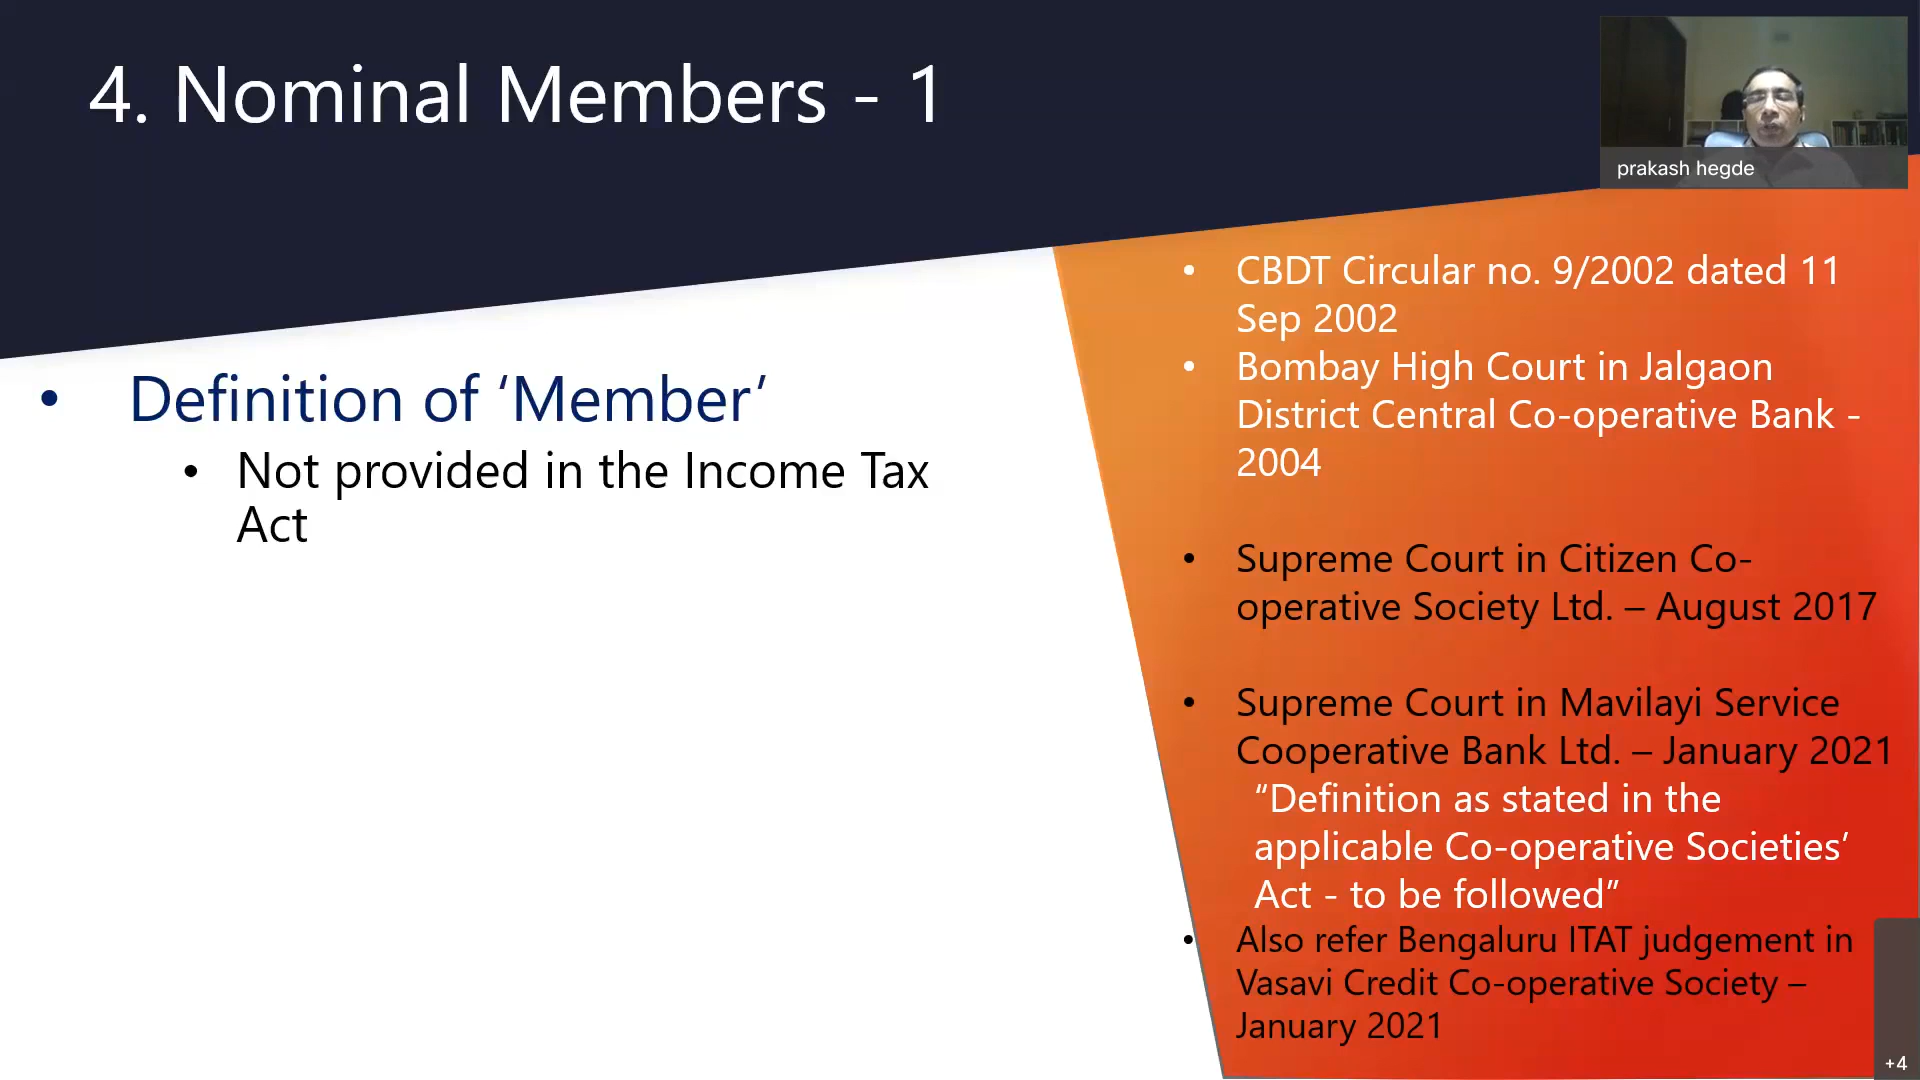 4. Nominal Members - 1
prakash hegde
• Definition of ‘Member’
• Not provided in the Income Tax
Act
• CBDT Circular no. 9/2002 dated 11
Sep 2002
• Bombay High Court in Jalgaon
District Central Co-operative Bank -
2004
• Supreme Court in Citizen Co-
operative Society Ltd. – August 2017
• Supreme Court in Mavilayi Service
Cooperative Bank Ltd. – January 2021
“Definition as stated in the
applicable Co-operative Societies’
Act - to be followed”
• Also refer Bengaluru ITAT judgement in
Vasavi Credit Co-operative Society –
January 2021
+4